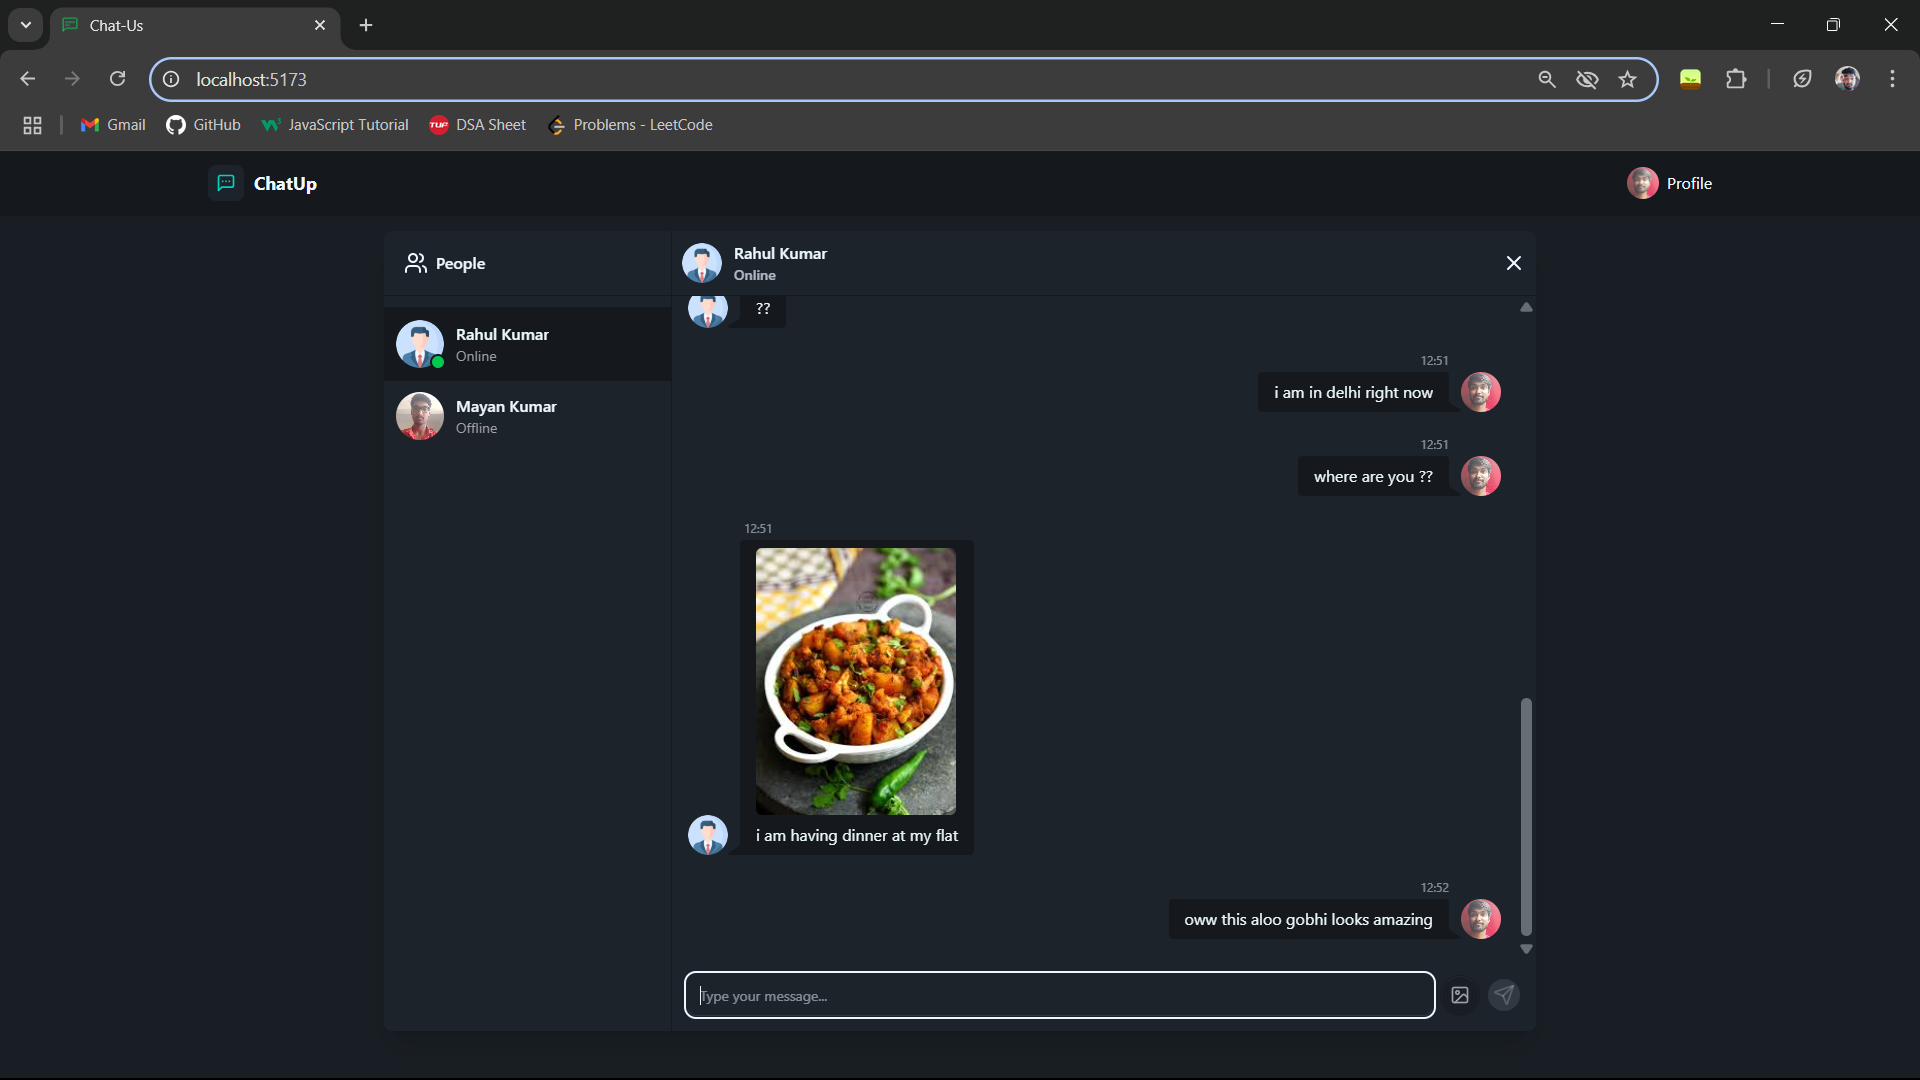 Chat-Us
localhost:5173
Gmail
GitHub
JavaScript Tutorial
TUF
DSA Sheet
Problems - LeetCode
ChatUp
Profile
People
Rahul Kumar
Online
Mayan Kumar
Offline
Rahul Kumar
Online
??
12:51
i am in delhi right now
12:51
where are you ??
12:51
i am having dinner at my flat
12:52
oww this aloo gobhi looks amazing
Type your message...